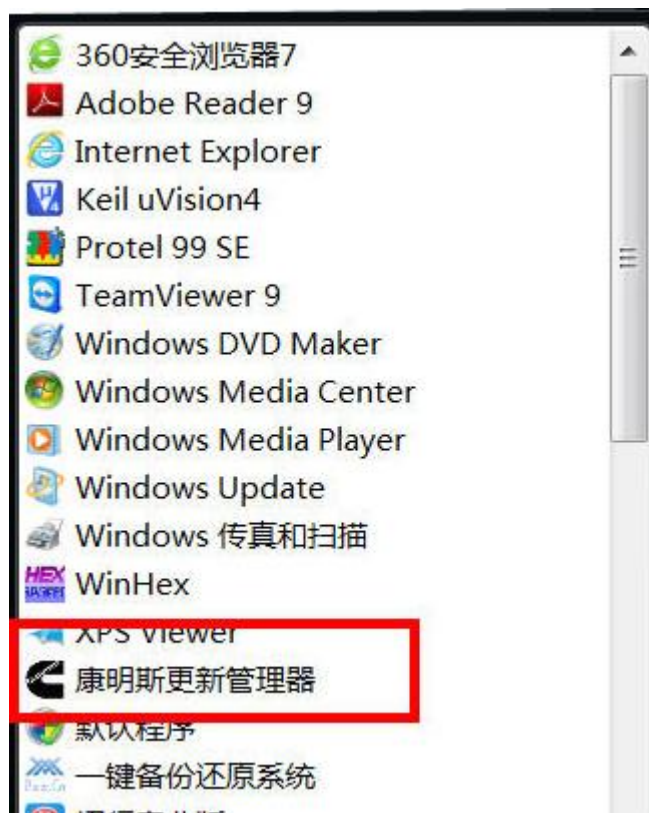 360安全浏览器7
Adobe Reader 9
Internet Explorer
Keil uVision4
Protel 99 SE
TeamViewer 9
Windows DVD Maker
Windows Media Center
Windows Media Player
Windows Update
Windows 传真和扫描
HEX
WinHex
XPS Viewer
康明斯更新管理器
默认程序
一键备份还原系统